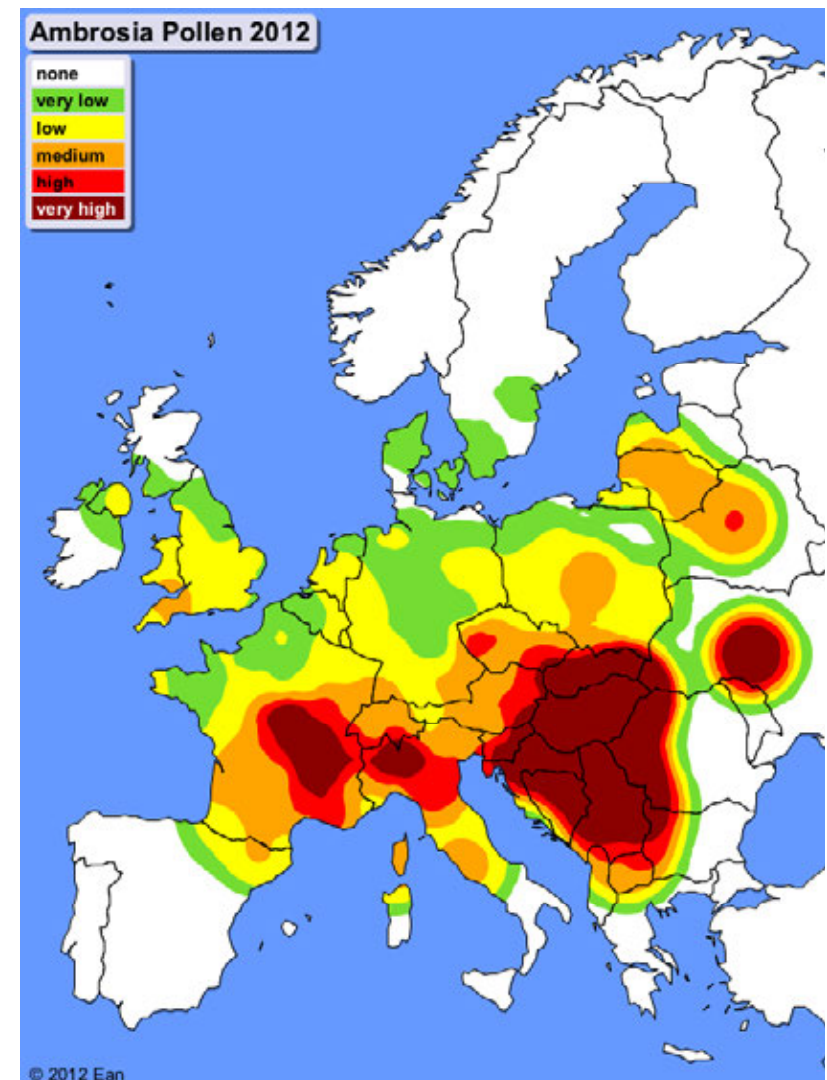 Ambrosia Pollen 2012
none
very low
low
medium
high
very high
© 2012 Ean